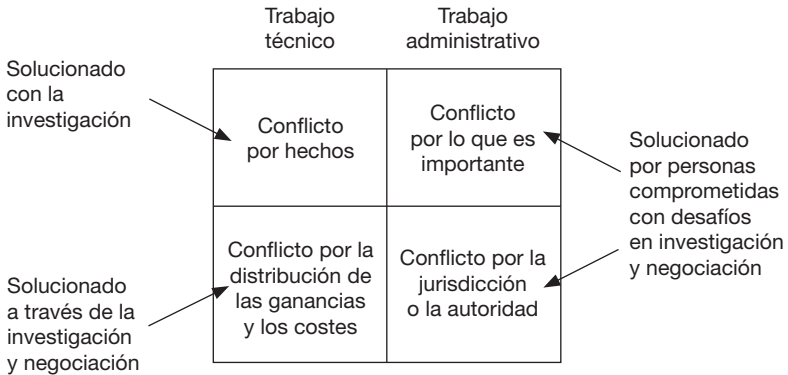 Trabajo
técnico
Trabajo
administrativo
Solucionado
con la
investigación
Conflicto
por hechos
Conflicto
por lo que es
importante
Solucionado
por personas
comprometidas
con desafíos
en investigación
y negociación
Solucionado
a través de la
investigación
y negociación
Conflicto por la
distribución de
las ganancias
y los costes
Conflicto por la
jurisdicción
o la autoridad